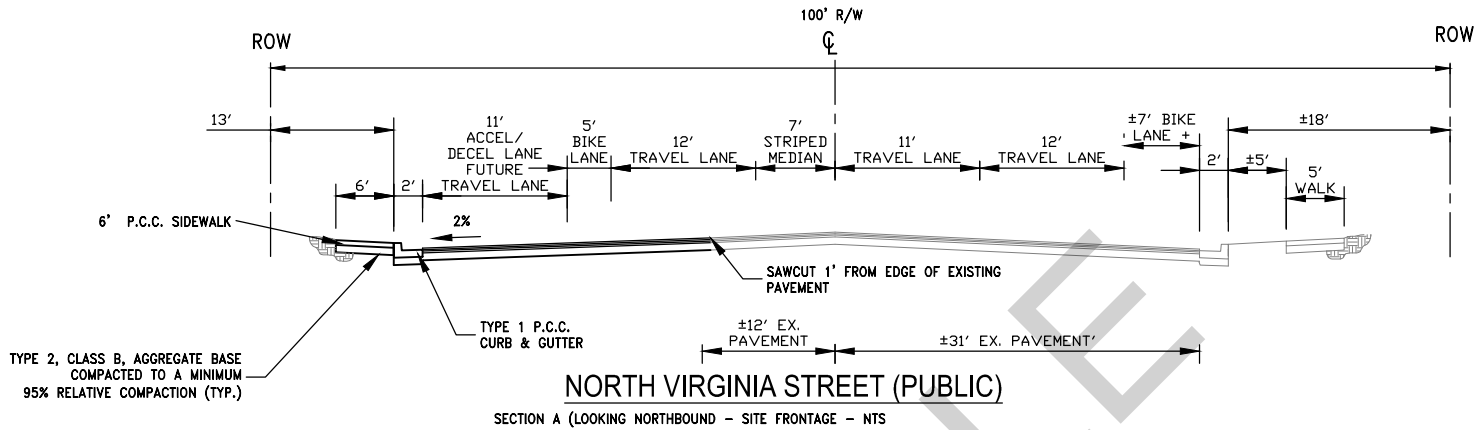 100' R/W
ROW
ROW
℄
13'
11'
ACCEL/
DECEL LANE
FUTURE
TRAVEL LANE
5'
BIKE
LANE
12'
TRAVEL LANE
7'
STRIPED
MEDIAN
11'
TRAVEL LANE
12'
TRAVEL LANE
±7' BIKE
LANE +
±18'
6'
2'
2'
±5'
5'
WALK
6' P.C.C. SIDEWALK
2%
SAWCUT 1' FROM EDGE OF EXISTING
PAVEMENT
TYPE 1 P.C.C.
CURB & GUTTER
±12' EX.
PAVEMENT
±31' EX. PAVEMENT'
TYPE 2, CLASS B, AGGREGATE BASE
COMPACTED TO A MINIMUM
95% RELATIVE COMPACTION (TYP.)
NORTH VIRGINIA STREET (PUBLIC)
SECTION A (LOOKING NORTHBOUND - SITE FRONTAGE - NTS
E